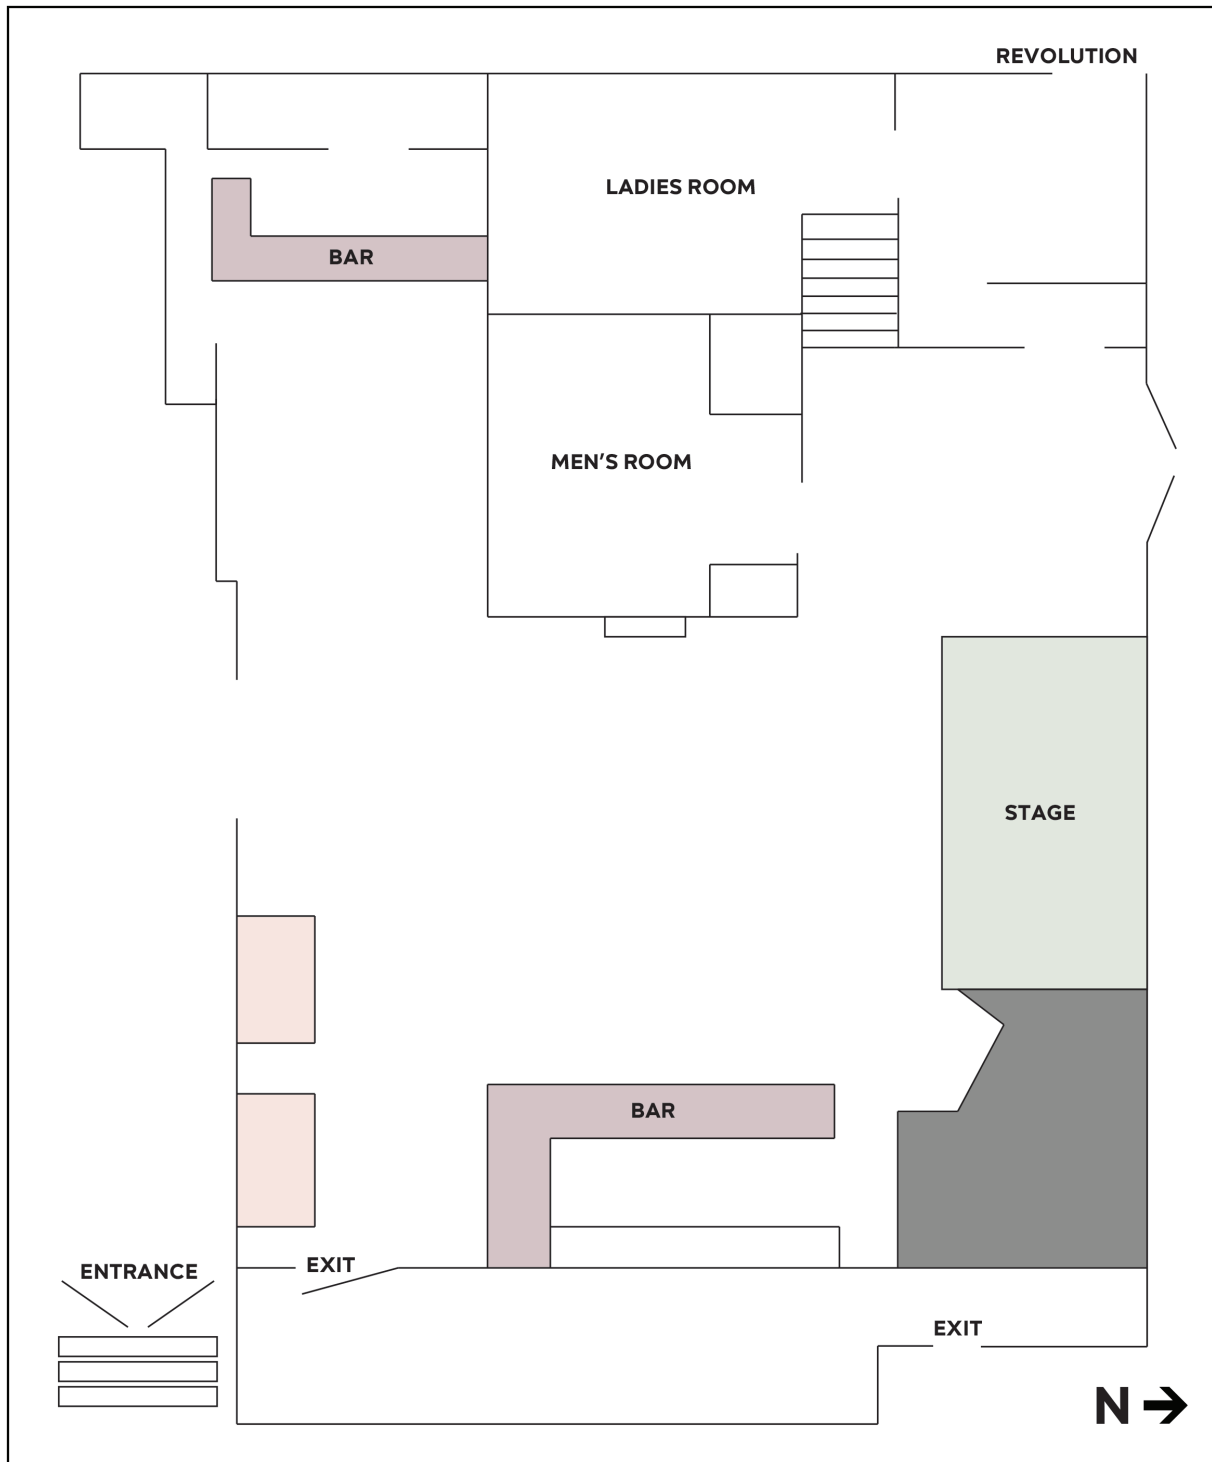 REVOLUTION
LADIES ROOM
BAR
MEN'S ROOM
STAGE
BAR
EXIT
ENTRANCE
EXIT
N